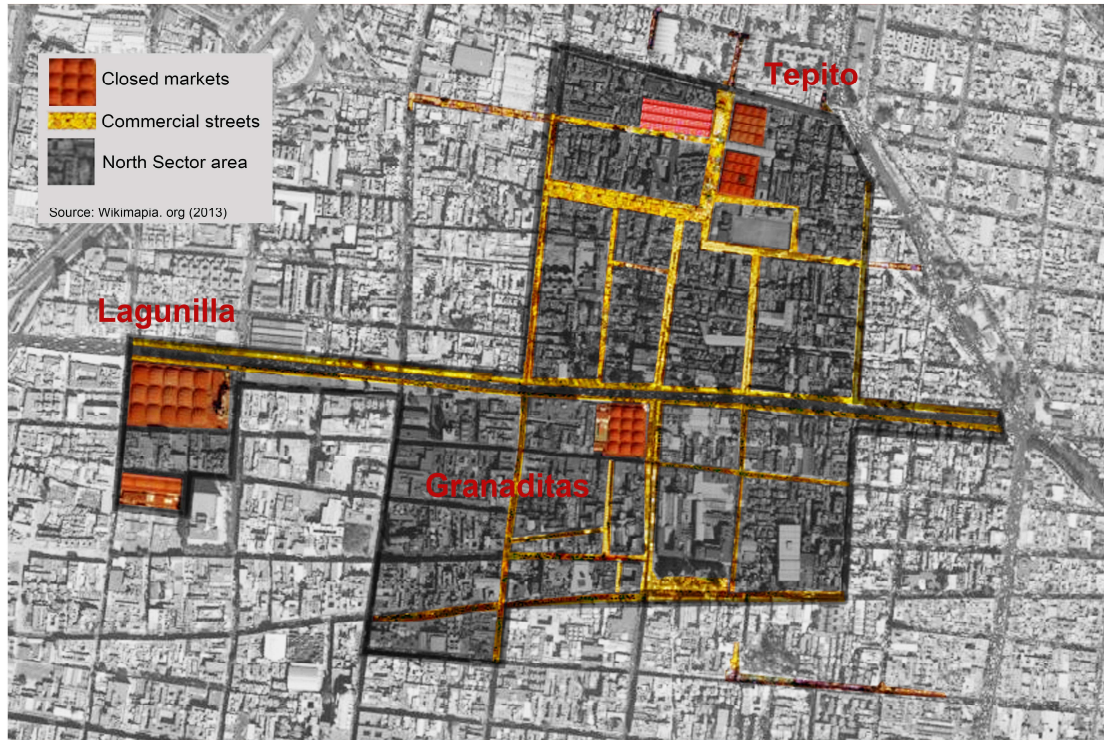 Tepito
Closed markets
Commercial streets
North Sector area
Source: Wikimapia. org (2013)
Lagunilla
Granaditas